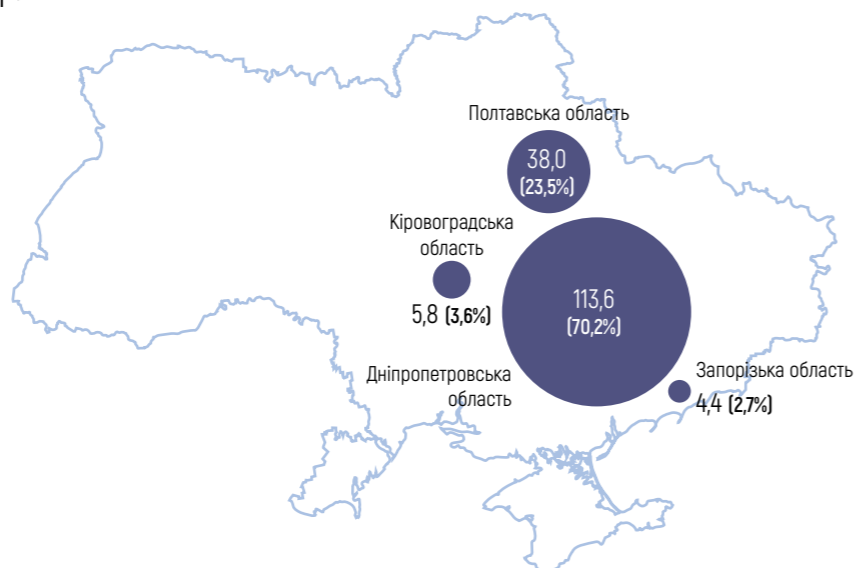 Полтавська область
38,0
(23,5%)
Кіровоградська
область
5,8 (3,6%)
113,6
(70,2%)
Дніпропетровська
область
Запорізька область
4,4 (2,7%)